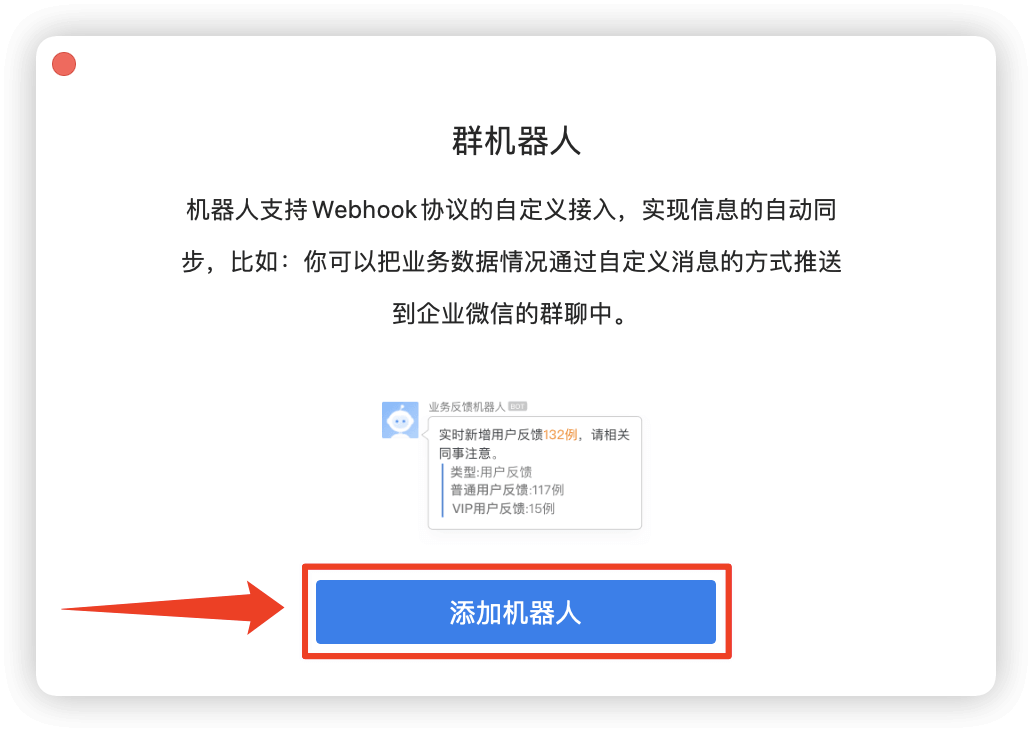 群机器人
机器人支持Webhook协议的自定义接入，实现信息的自动同
步，比如：你可以把业务数据情况通过自定义消息的方式推送
到企业微信的群聊中。
业务反馈机器人 BOT
实时新增用户反馈132例，请相关
同事注意。
类型:用户反馈
普通用户反馈:117例
VIP用户反馈:15例
添加机器人